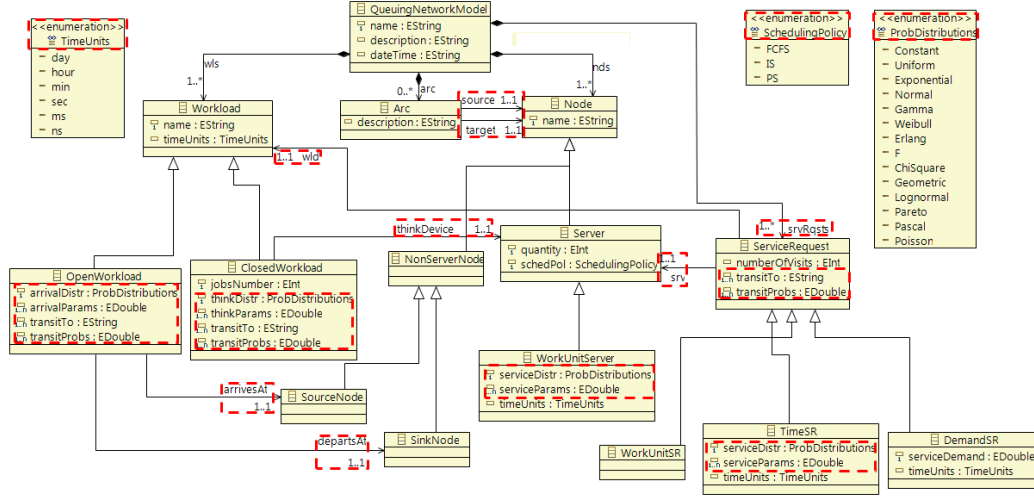 <<enumeration>>
TimeUnits
day
hour
min
sec
ms
ns
QueuingNetworkModel
name : EString
description : EString
dateTime : EString
<<enumeration>>
SchedulingPolicy
FCFS
IS
PS
<<enumeration>>
ProbDistributions
Constant
Uniform
Exponential
Normal
Gamma
Weibull
Erlang
F
ChiSquare
Geometric
Lognormal
Pareto
Pascal
Poisson
wls
1..*
arc
0..*
nds
1..*
Workload
name : EString
timeUnits : TimeUnits
Arc
description : EString
source 1..1
target 1..1
Node
name : EString
1..1 wld
thinkDevice 1..1
1..*
srvRqsts
Server
quantity : EInt
schedPol : SchedulingPolicy
1..1
srv
ServiceRequest
numberOfVisits : EInt
transitTo : EString
transitProbs : EDouble
NonServerNode
OpenWorkload
arrivalDistr : ProbDistributions
arrivalParams : EDouble
transitTo : EString
transitProbs : EDouble
ClosedWorkload
jobsNumber : EInt
thinkDistr : ProbDistributions
thinkParams : EDouble
transitTo : EString
transitProbs : EDouble
WorkUnitServer
serviceDistr : ProbDistributions
serviceParams : EDouble
timeUnits : TimeUnits
arrivesAt
1..1
SourceNode
departsAt
1..1
SinkNode
WorkUnitSR
TimeSR
serviceDistr : ProbDistributions
serviceParams : EDouble
timeUnits : TimeUnits
DemandSR
serviceDemand : EDouble
timeUnits : TimeUnits